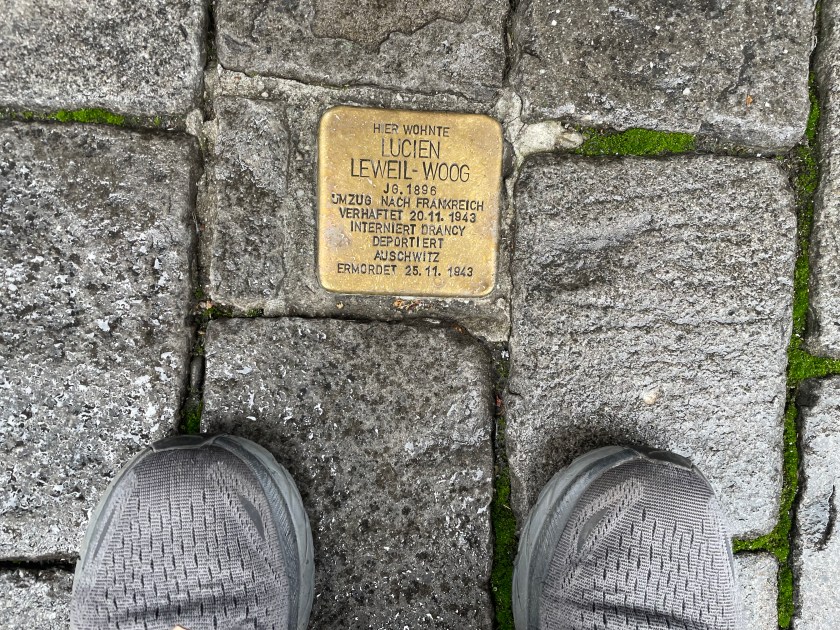 HIER WOHNTE
LUCIEN
LEWEIL-WOOG
JG. 1896
UMZUG NACH FRANKREICH
VERHAFTET 20.11. 1943
INTERNIERT DRANCY
DEPORTIERT
AUSCHWITZ
ERMORDET 25.11. 1943